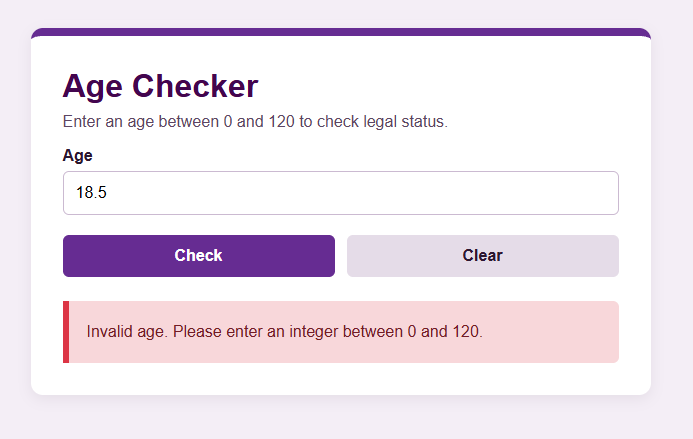 Age Checker
Enter an age between 0 and 120 to check legal status.
Age
18.5
Check
Clear
Invalid age. Please enter an integer between 0 and 120.